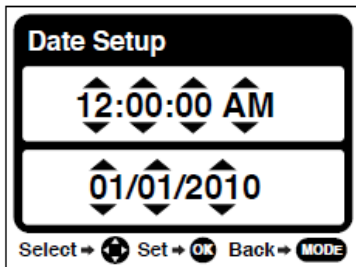 Date Setup
12:00:00 AM
01/01/2010
Select ➡ Set ➡ OK Back ➡ MODE